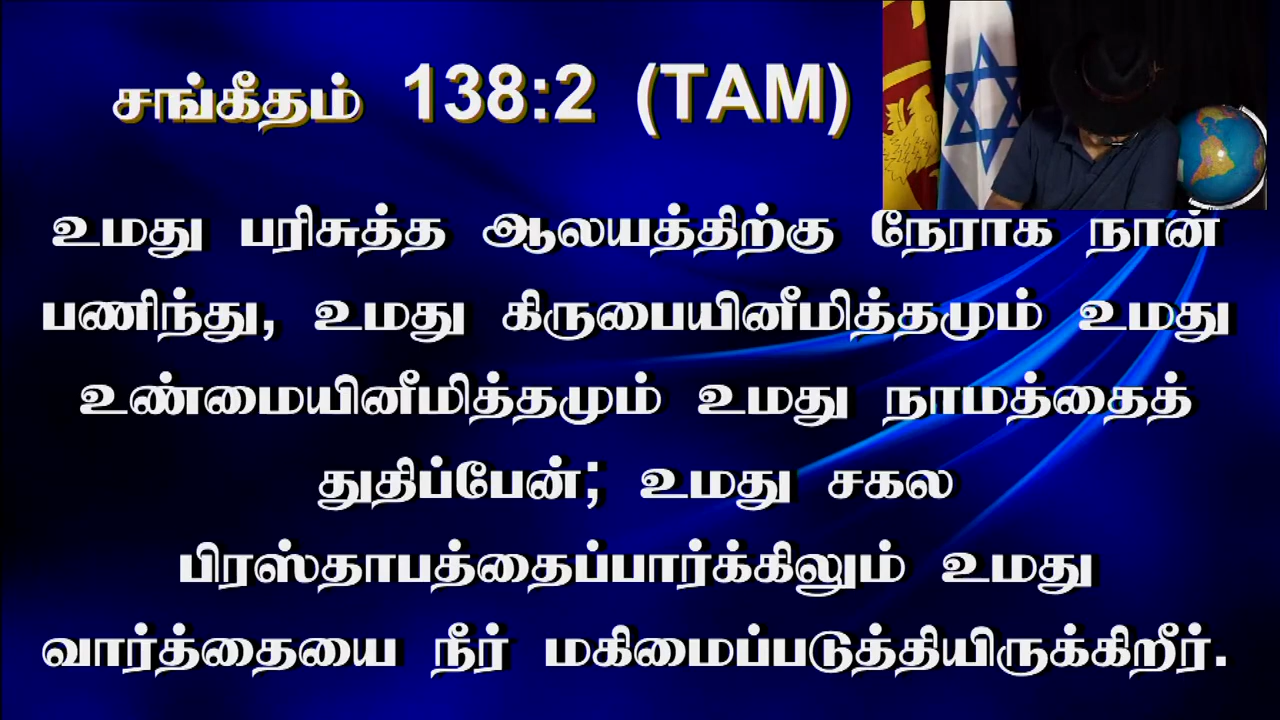 சங்கீதம் 138:2 (TAM)
உமது பரிசுத்த ஆலயத்திற்கு நேராக நான்
பணிந்து, உமது கிருபையினீமித்தமும் உமது
உண்மையினீமித்தமும் உமது நாமத்தைத்
துதிப்பேன்; உமது சகல
பிரஸ்தாபத்தைப்பார்க்கிலும் உமது
வார்த்தையை நீர் மகிமைப்படுத்தியிருக்கிறீர்.